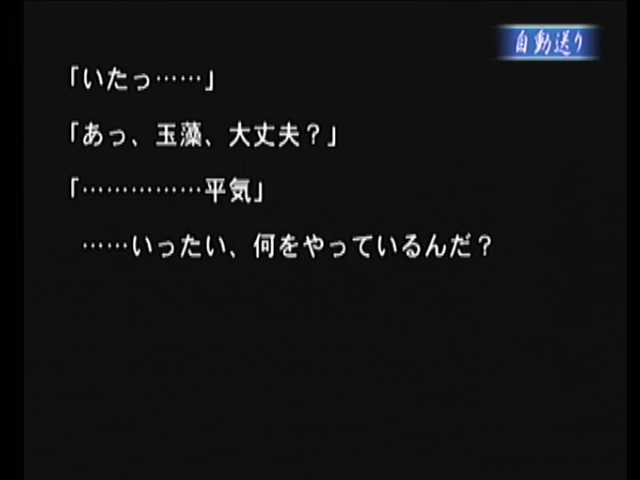 自動送り
「いたっ……」
「あっ、玉藻、大丈夫？」
「……………平気」
……いったい、何をやっているんだ？